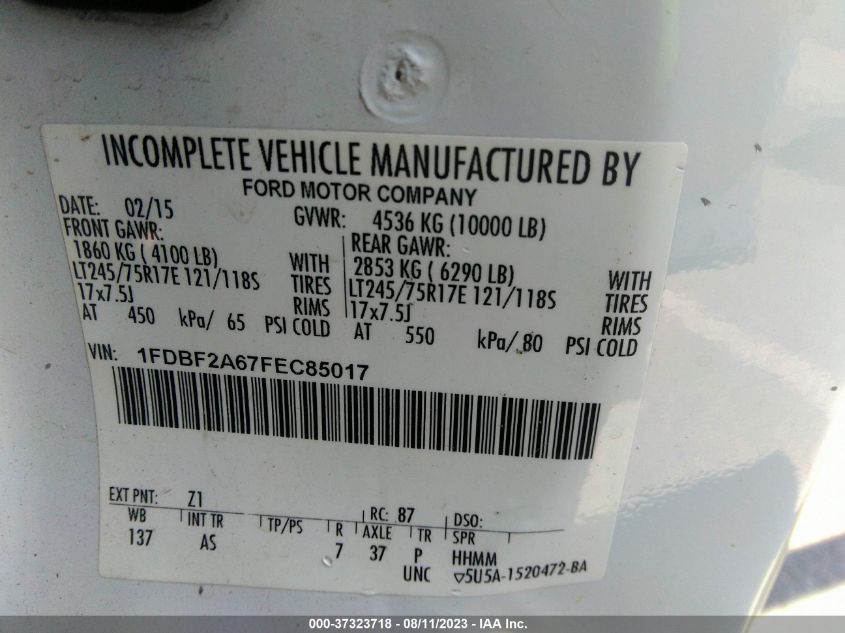 INCOMPLETE VEHICLE MANUFACTURED BY
FORD MOTOR COMPANY
DATE: 02/15 GVWR: 4536 KG (10000 LB)
FRONT GAWR: REAR GAWR:
1860 KG ( 4100 LB) WITH 2853 KG ( 6290 LB) WITH
LT245/75R17E 121/118S TIRES LT245/75R17E 121/118S TIRES
17x7.5J RIMS 17x7.5J RIMS
AT 450 kPa/ 65 PSI COLD AT 550 kPa/ 80 PSI COLD
VIN: 1FDBF2A67FEC85017
EXT PNT: Z1 RC: 87 DSO:
WB INT TR TP/PS R AXLE TR SPR
137 AS 7 37 P HHMM
UNC ▽5U5A-1520472-BA
000-37323718 - 08/11/2023 - IAA Inc.